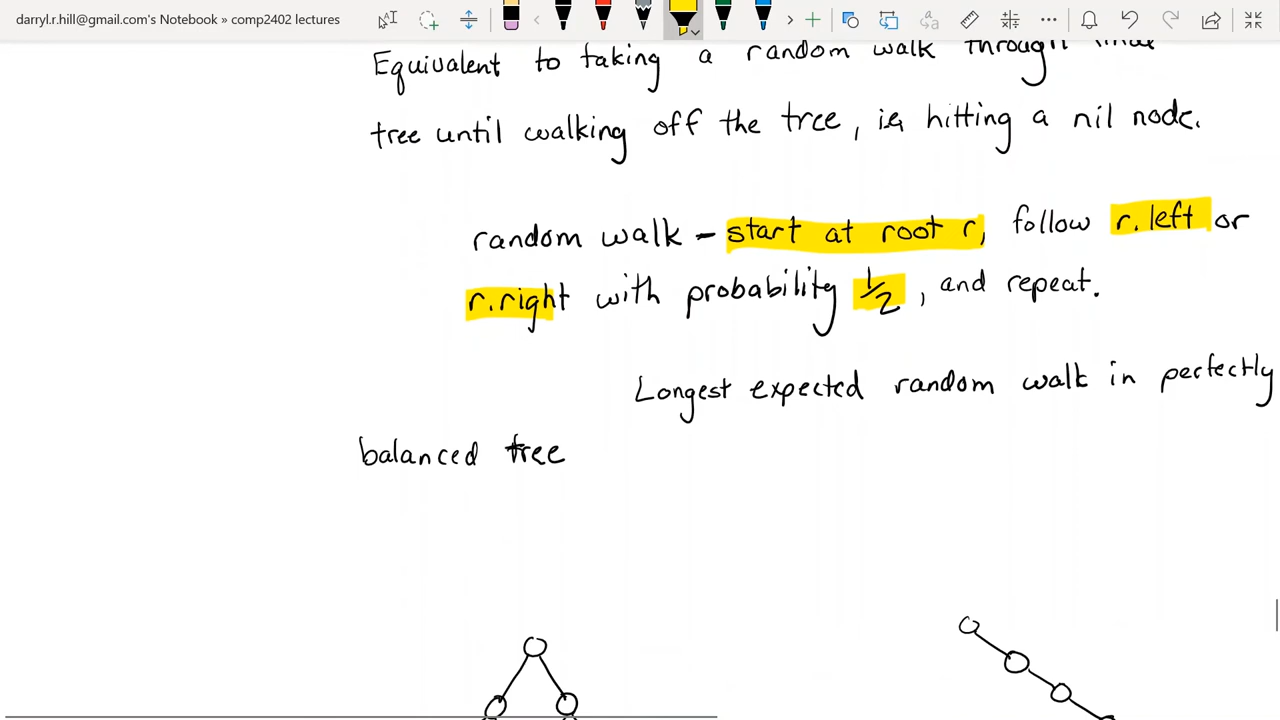 darryl.r.hill@gmail.com's Notebook » comp2402 lectures
Equivalent to taking a random walk through
tree until walking off the tree, ie, hitting a nil node.
random walk - start at root r, follow r.left or
r.right with probability 1/2, and repeat.
Longest expected random walk in perfectly
balanced tree